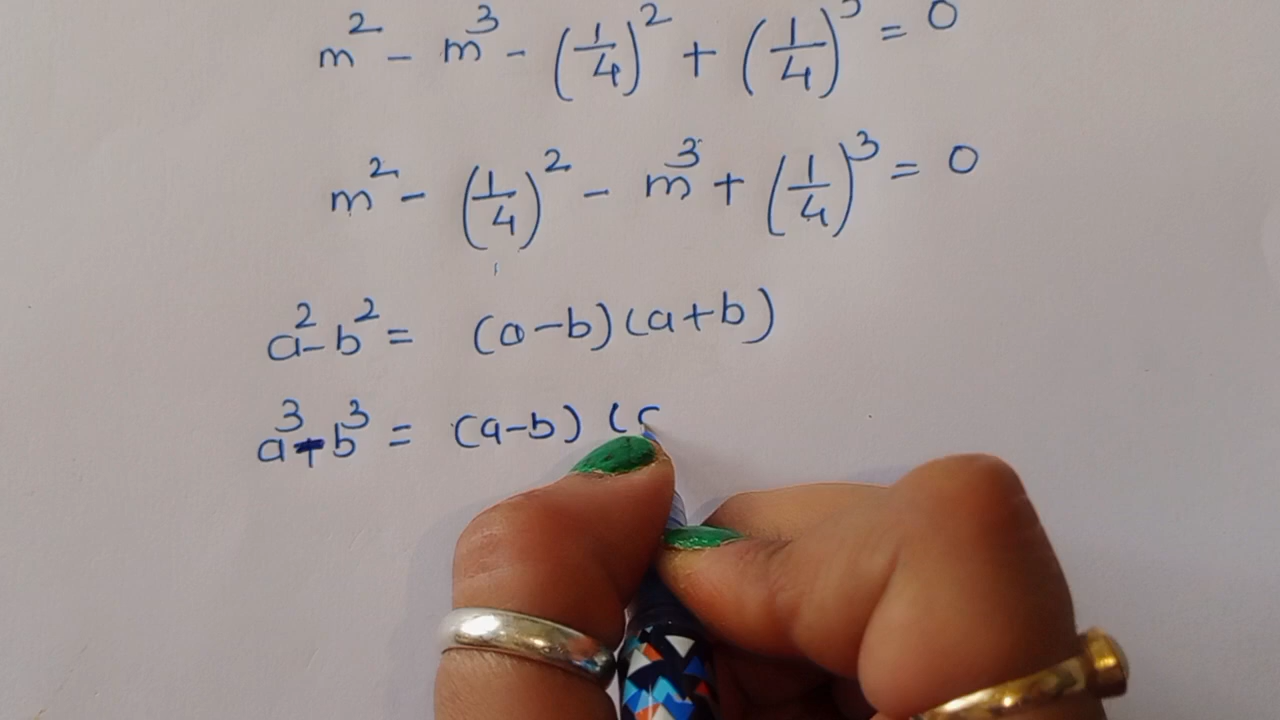 m² - m³ - (1/4)² + (1/4)³ = 0
m² - (1/4)² - m³ + (1/4)³ = 0
a² - b² = (a-b)(a+b)
a³ - b³ = (a-b) (